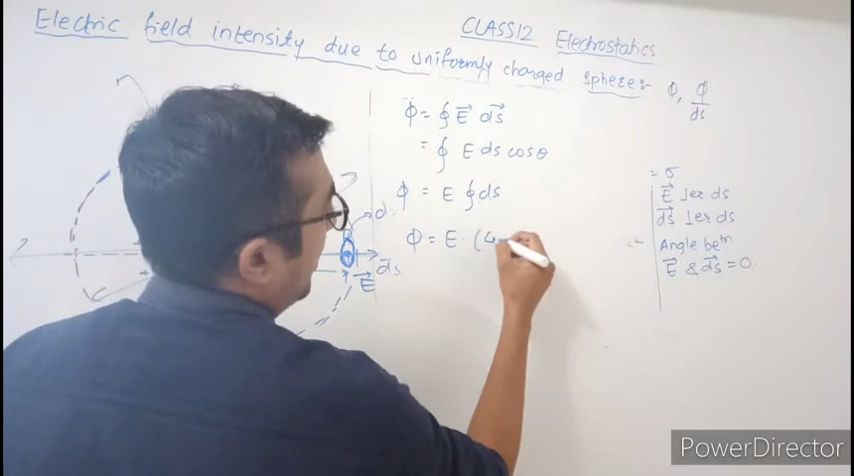 CLASS12 Electrostatics
Electric field intensity due to uniformly charged sphere:- Φ, Φ/ds
Φ = ∮ E⃗ ds⃗
= ∮ E ds cosθ
Φ = E ∮ ds
Φ = E. (4
ds
E⃗
= σ
E⃗ ⊥er ds
ds⃗ ⊥er ds
Angle betⁿ
E⃗ & ds⃗ = 0.
PowerDirector